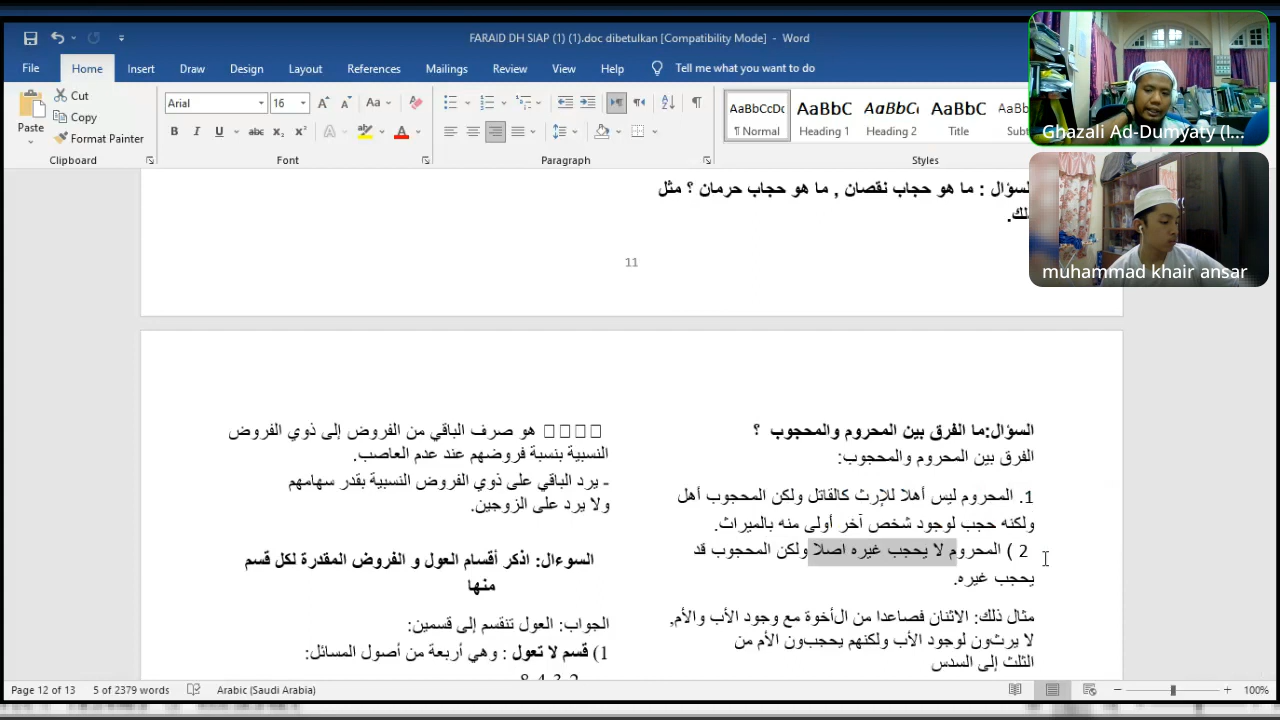 FARAID DH SIAP (1) (1).doc dibetulkan [Compatibility Mode] - Word
File Home Insert Draw Design Layout References Mailings Review View Help Tell me what you want to do
Paste Cut
Copy
Format Painter
Arial 16
AaBbCcDc AaBbC AaBbCc AaBbC AaBb
¶ Normal Heading 1 Heading 2 Title Subt
Clipboard Font Paragraph Styles
Ghazali Ad-Dumyaty (I...
muhammad khair ansar
السؤال : ما هو حجاب نقصان , ما هو حجاب حرمان ؟ مثل
لك.
11
السؤال:ما الفرق بين المحروم والمحجوب ؟
الفرق بين المحروم والمحجوب:
1. المحروم ليس أهلا للإرث كالقاتل ولكن المحجوب أهل
ولكنه حجب لوجود شخص آخر أولى منه بالميراث.
2 ) المحروم لا يحجب غيره اصلا ولكن المحجوب قد
يحجب غيره.
مثال ذلك: الاثنان فصاعدا من الأخوة مع وجود الأب والأم,
لا يرثون لوجود الأب ولكنهم يحجبون الأم من
الثلث إلى السدس
هو صرف الباقي من الفروض إلى ذوي الفروض
النسبية بنسبة فروضهم عند عدم العاصب.
- يرد الباقي على ذوي الفروض النسبية بقدر سهامهم
ولا يرد على الزوجين.
السوءال: اذكر أقسام العول و الفروض المقدرة لكل قسم
منها
الجواب: العول تنقسم إلى قسمين:
1) قسم لا تعول : وهي أربعة من أصول المسائل:
2-3-4-8
Page 12 of 13 5 of 2379 words Arabic (Saudi Arabia) 100%